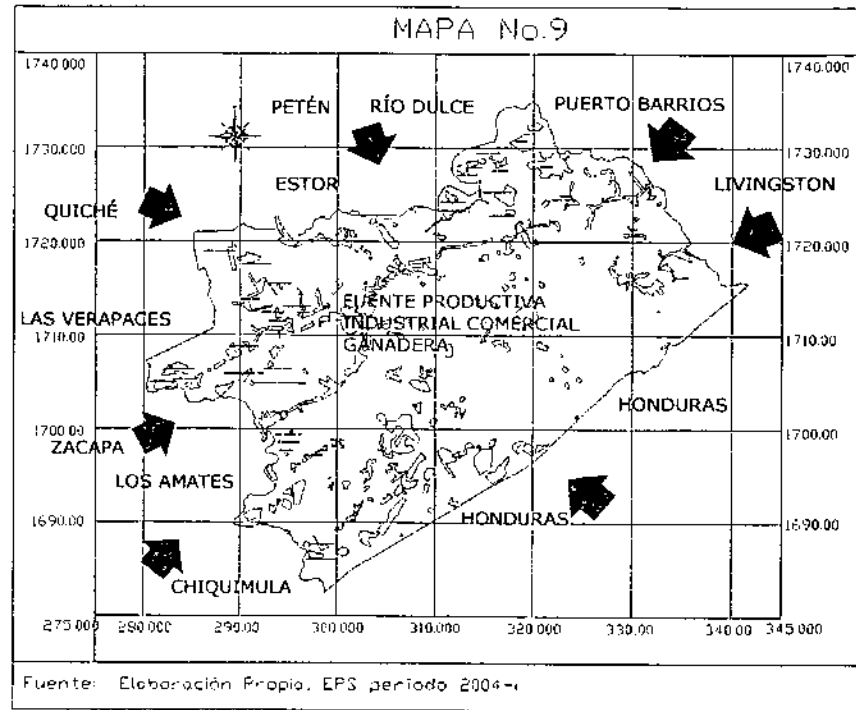 MAPA No.9
1740.000 1740.000
PETÉN RÍO DULCE PUERTO BARRIOS
1730.000 1730.000
ESTOR LIVINGSTON
QUICHÉ
1720.000 1720.000
FUENTE PRODUCTIVA
LAS VERAPACES INDUSTRIAL COMERCIAL
1710.00 GANADERA 1710.00
HONDURAS
1700.00 1700.00
ZACAPA
LOS AMATES
1690.00 HONDURAS 1690.00
CHIQUIMULA
275.000 280.000 290.00 300.000 310.000 320.000 330.00 340.00 345.000
Fuente: Elaboración Propia, EPS período 2004-